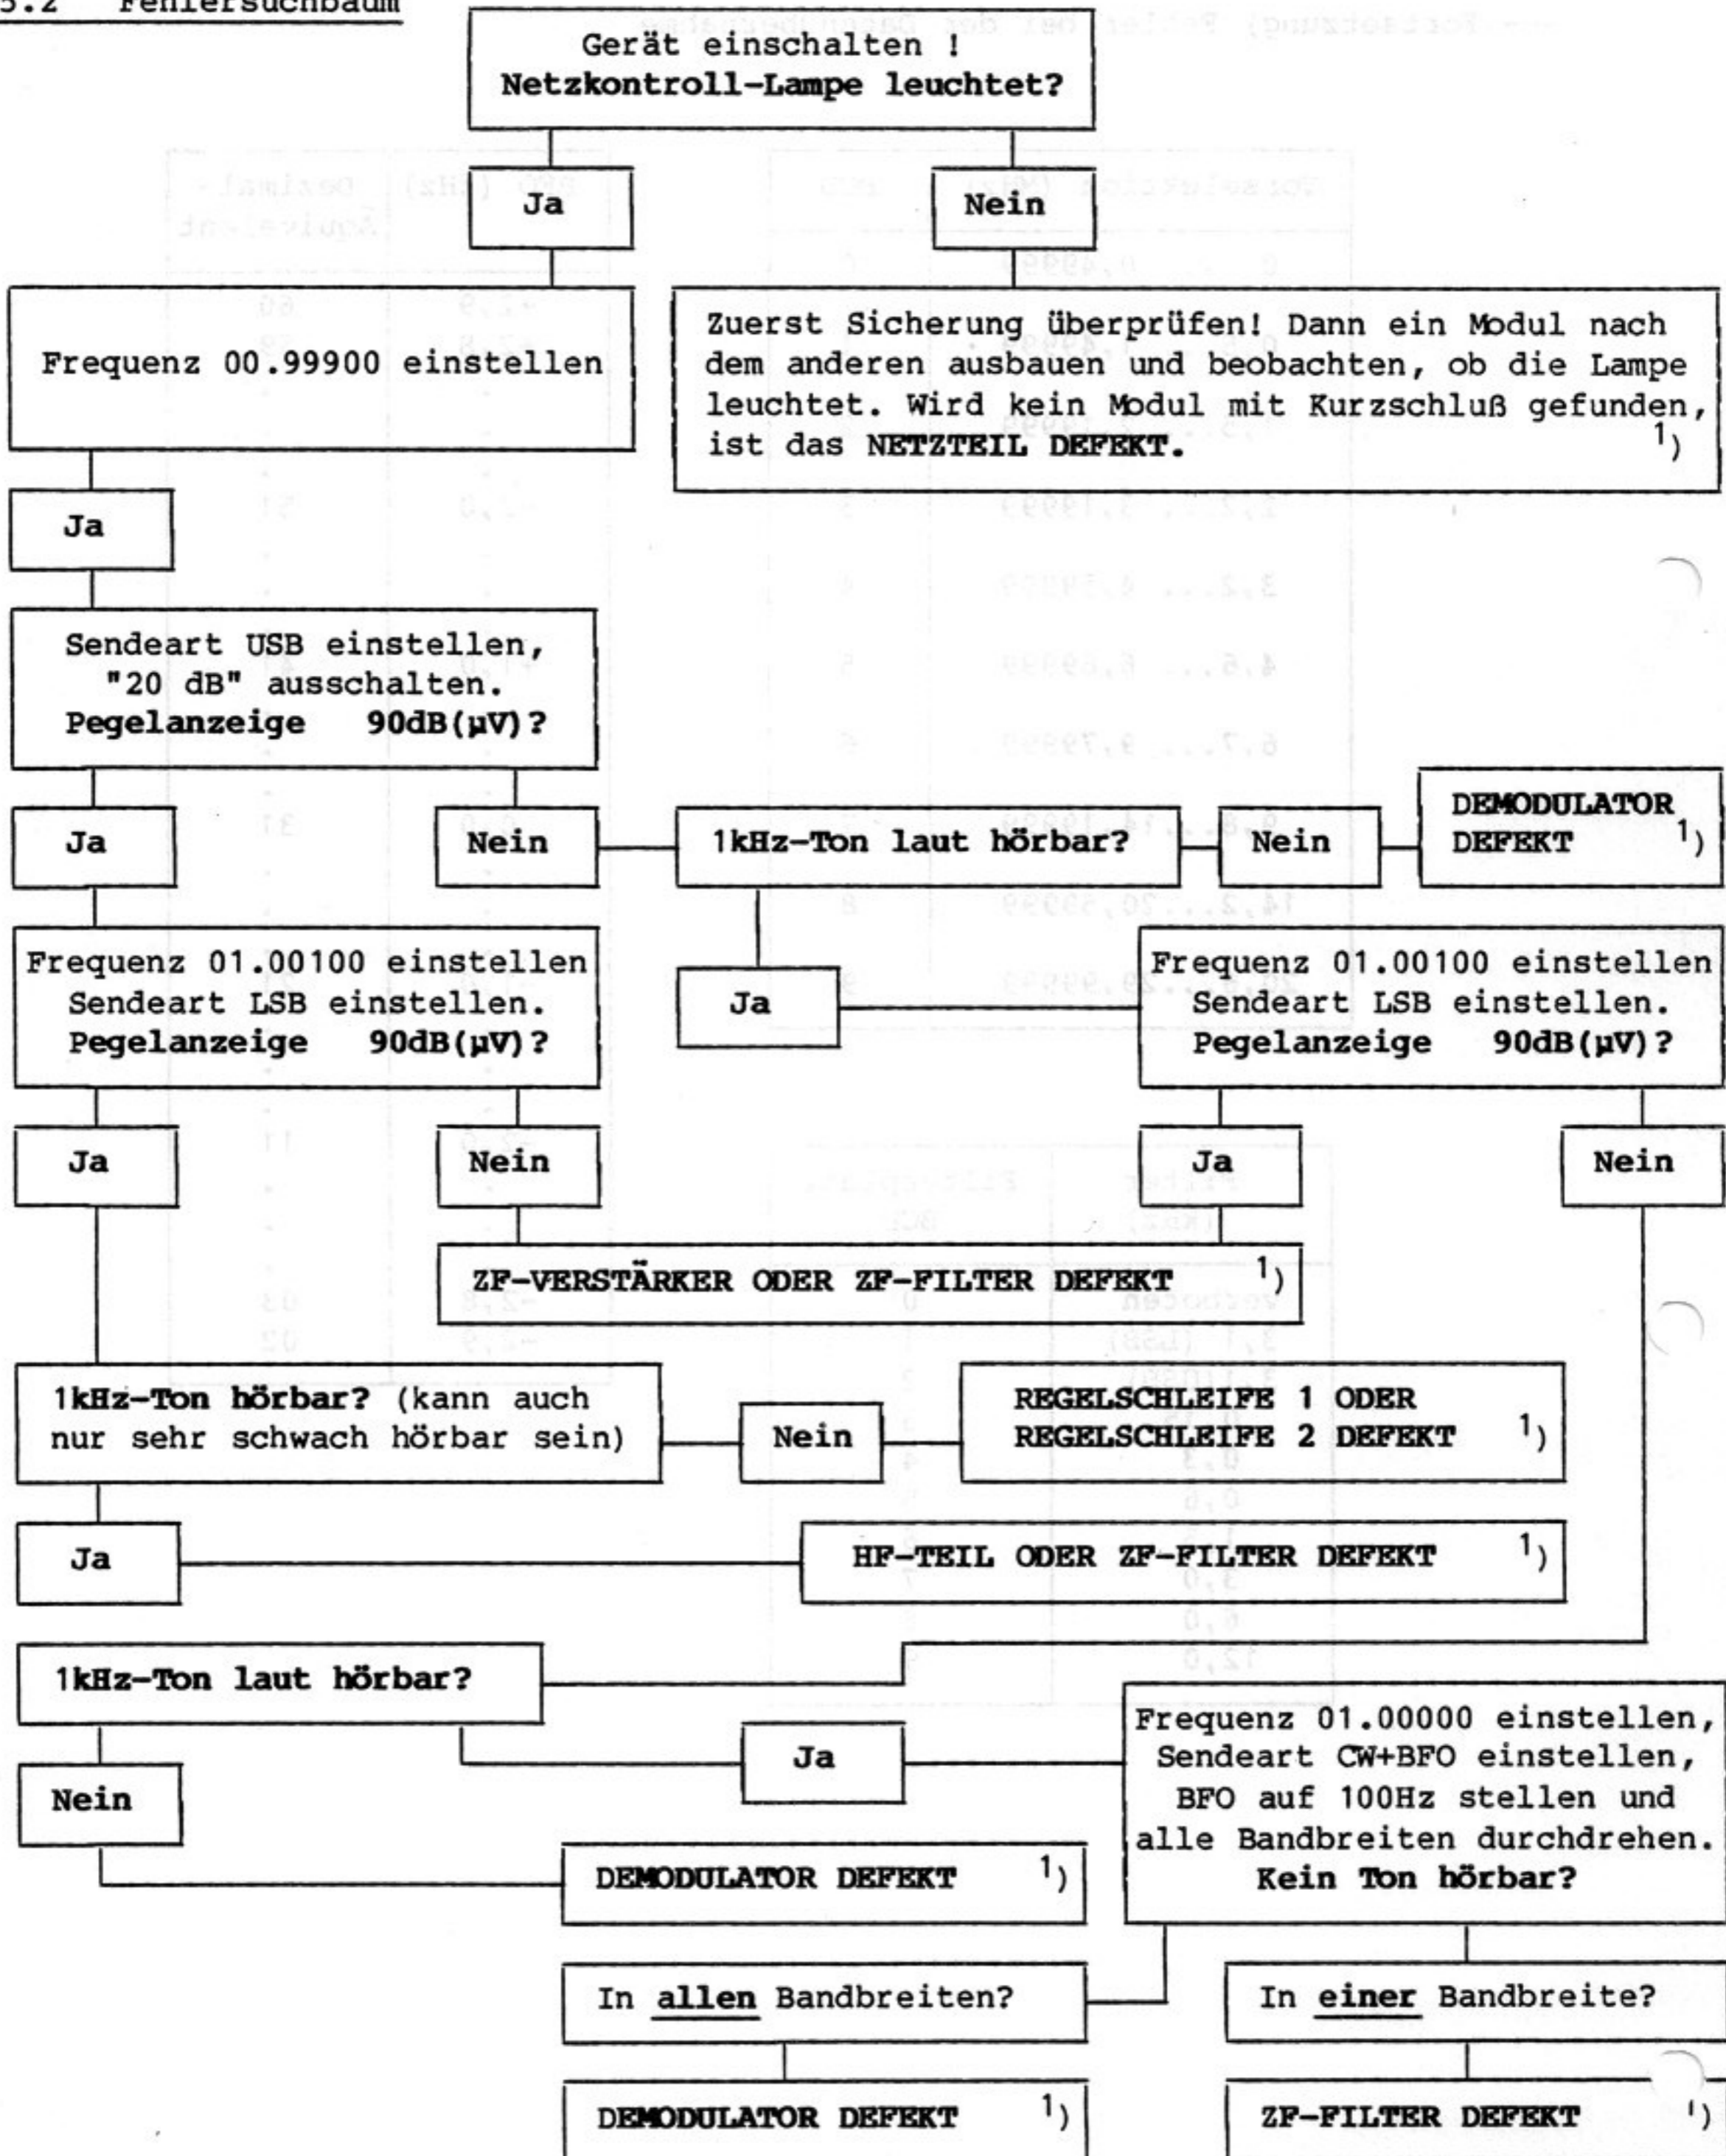 5.2 Fehlersuchbaum
Gerät einschalten !
Netzkontroll-Lampe leuchtet?
Ja
Nein
Frequenz 00.99900 einstellen
Zuerst Sicherung überprüfen! Dann ein Modul nach
dem anderen ausbauen und beobachten, ob die Lampe
leuchtet. Wird kein Modul mit Kurzschluß gefunden,
ist das NETZTEIL DEFEKT. 1)
Ja
Sendeart USB einstellen,
"20 dB" ausschalten.
Pegelanzeige 90dB(µV)?
Ja
Nein
1kHz-Ton laut hörbar?
Nein
DEMODULATOR
DEFEKT 1)
Frequenz 01.00100 einstellen
Sendeart LSB einstellen.
Pegelanzeige 90dB(µV)?
Ja
Frequenz 01.00100 einstellen
Sendeart LSB einstellen.
Pegelanzeige 90dB(µV)?
Ja
Nein
Ja
Nein
ZF-VERSTÄRKER ODER ZF-FILTER DEFEKT 1)
1kHz-Ton hörbar? (kann auch
nur sehr schwach hörbar sein)
Nein
REGELSCHLEIFE 1 ODER
REGELSCHLEIFE 2 DEFEKT 1)
Ja
HF-TEIL ODER ZF-FILTER DEFEKT 1)
1kHz-Ton laut hörbar?
Nein
Ja
Frequenz 01.00000 einstellen,
Sendeart CW+BFO einstellen,
BFO auf 100Hz stellen und
alle Bandbreiten durchdrehen.
Kein Ton hörbar?
DEMODULATOR DEFEKT 1)
In allen Bandbreiten?
In einer Bandbreite?
DEMODULATOR DEFEKT 1)
ZF-FILTER DEFEKT 1)